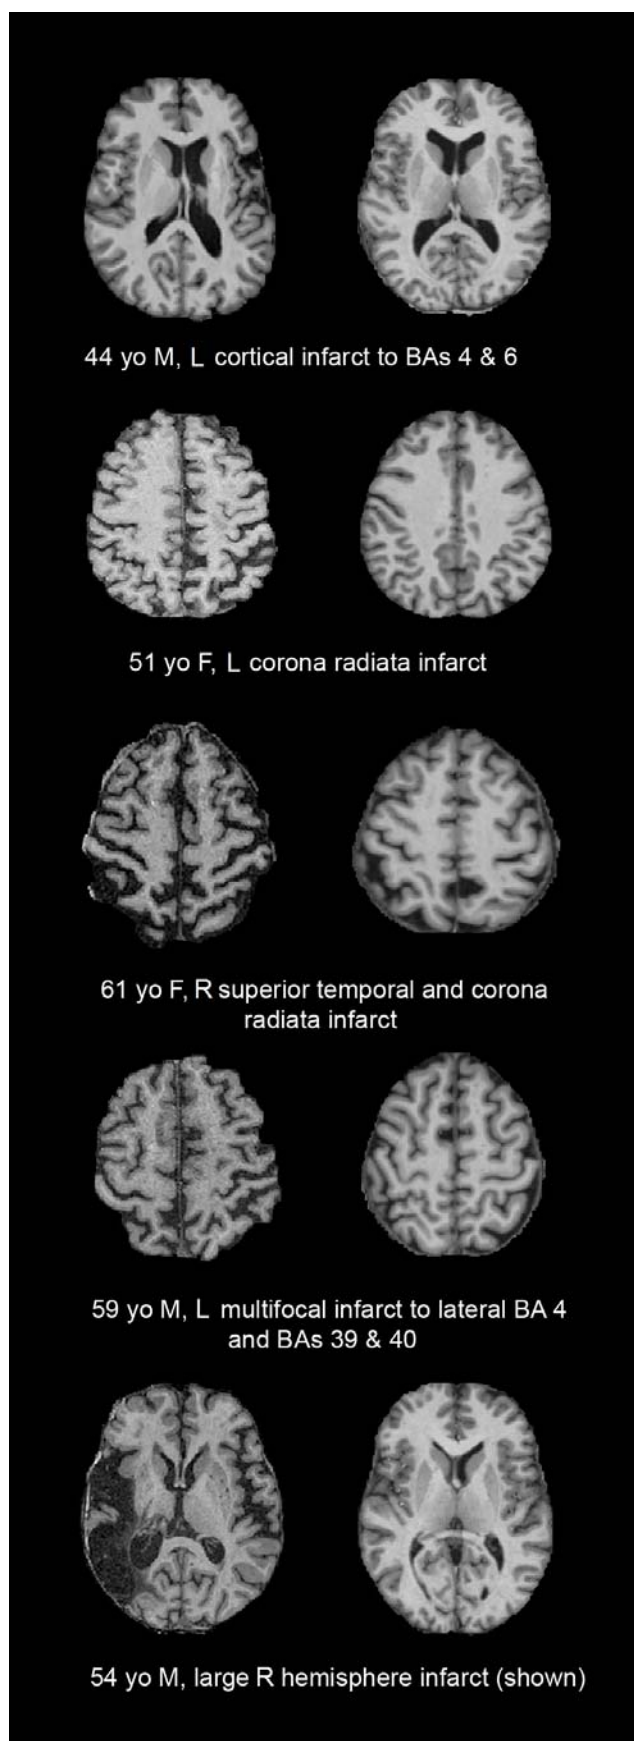 44 yo M, L cortical infarct to BAs 4 & 6
51 yo F, L corona radiata infarct
61 yo F, R superior temporal and corona
radiata infarct
59 yo M, L multifocal infarct to lateral BA 4
and BAs 39 & 40
54 yo M, large R hemisphere infarct (shown)